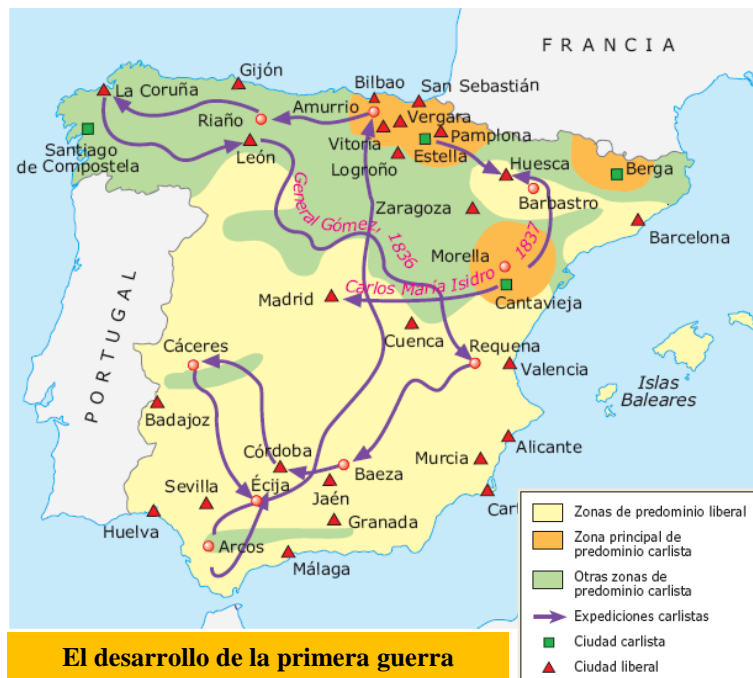 FRANCIA
Gijón
La Coruña
Bilbao
San Sebastián
Amurrio
Vergara
Riaño
Pamplona
Santiago
de Compostela
León
Vitoria
Estella
Huesca
Berga
Logroño
Barbastro
Zaragoza
General Gómez, 1836
Barcelona
Morella
1837
Carlos María Isidro
Madrid
Cantavieja
PORTUGAL
Cuenca
Cáceres
Requena
Valencia
Islas
Baleares
Badajoz
Córdoba
Alicante
Murcia
Baeza
Sevilla
Écija
Jaén
Cart
Huelva
Granada
Arcos
Málaga
Zonas de predominio liberal
Zona principal de
predominio carlista
Otras zonas de
predominio carlista
Expediciones carlistas
Ciudad carlista
Ciudad liberal
El desarrollo de la primera guerra